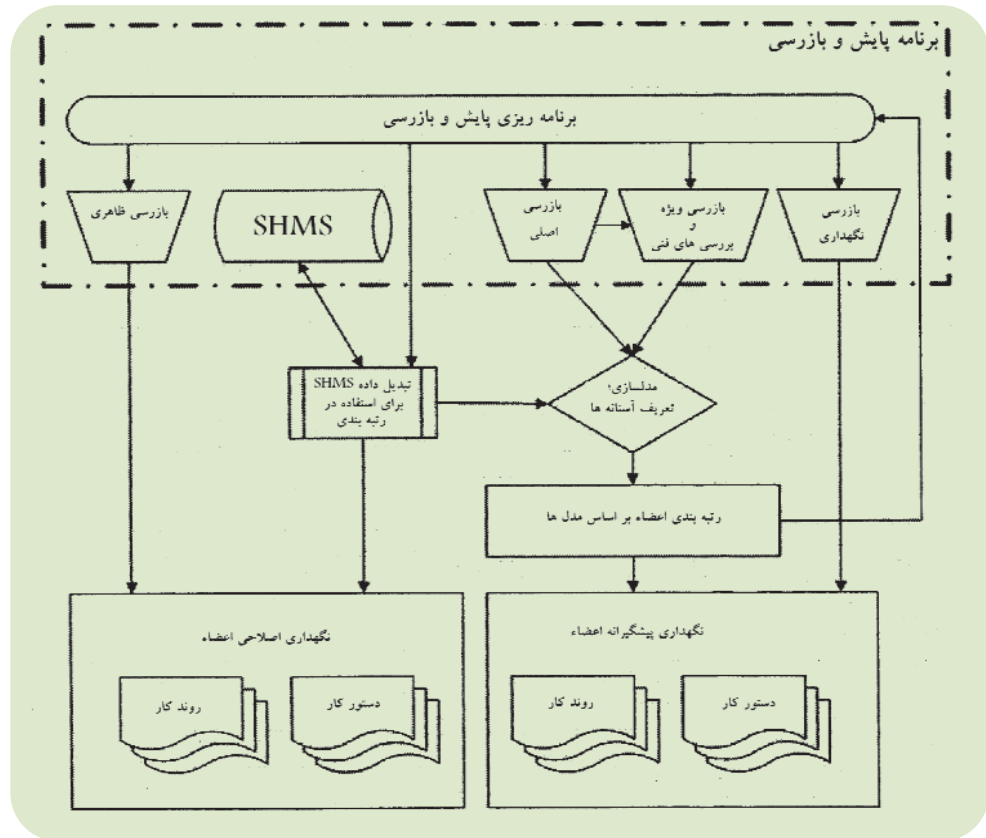 برنامه پایش و بازرسی
برنامه ریزی پایش و بازرسی
بازرسی
نگهداری
بازرسی ویژه
و
بررسی های فنی
بازرسی
اصلی
SHMS
بازرسی ظاهری
مدلسازی؛
تعریف آستانه ها
تبدیل داده SHMS
برای استفاده در
رتبه بندی
رتبه بندی اعضاء بر اساس مدل ها
نگهداری پیشگیرانه اعضاء
دستور کار
روند کار
نگهداری اصلاحی اعضاء
دستور کار
روند کار